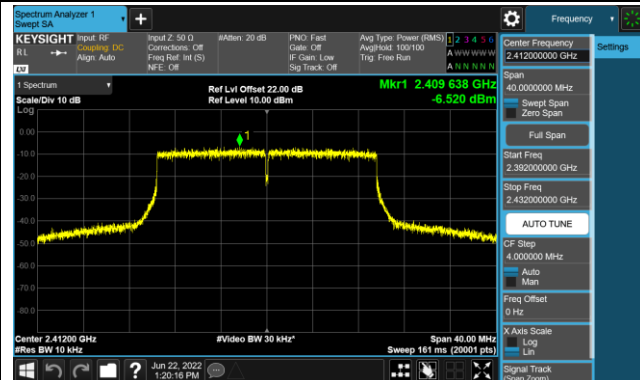 Spectrum Analyzer 1
Swept SA
Frequency
KEYSIGHT
RL
LXI
Input: RF
Coupling: DC
Align: Auto
Input Z: 50 Ω
Corrections: Off
Freq Ref: Int (S)
NFE: Off
#Atten: 20 dB
PNO: Fast
Gate: Off
IF Gain: Low
Sig Track: Off
Avg Type: Power (RMS)
Avg|Hold: 100/100
Trig: Free Run
1 2 3 4 5 6
A W W W W W
A N N N N N
1 Spectrum
Scale/Div 10 dB
Ref Lvl Offset 22.00 dB
Ref Level 10.00 dBm
Mkr1 2.409 638 GHz
-6.520 dBm
Log
1
0.00
-10.0
-20.0
-30.0
-40.0
-50.0
-60.0
-70.0
-80.0
Center 2.41200 GHz
#Res BW 10 kHz
#Video BW 30 kHz*
Span 40.00 MHz
Sweep 161 ms (20001 pts)
Jun 22, 2022
1:20:16 PM
Center Frequency
2.412000000 GHz
Settings
Span
40.0000000 MHz
Swept Span
Zero Span
Full Span
Start Freq
2.392000000 GHz
Stop Freq
2.432000000 GHz
AUTO TUNE
CF Step
4.000000 MHz
Auto
Man
Freq Offset
0 Hz
X Axis Scale
Log
Lin
Signal Track
(Span Zoom)